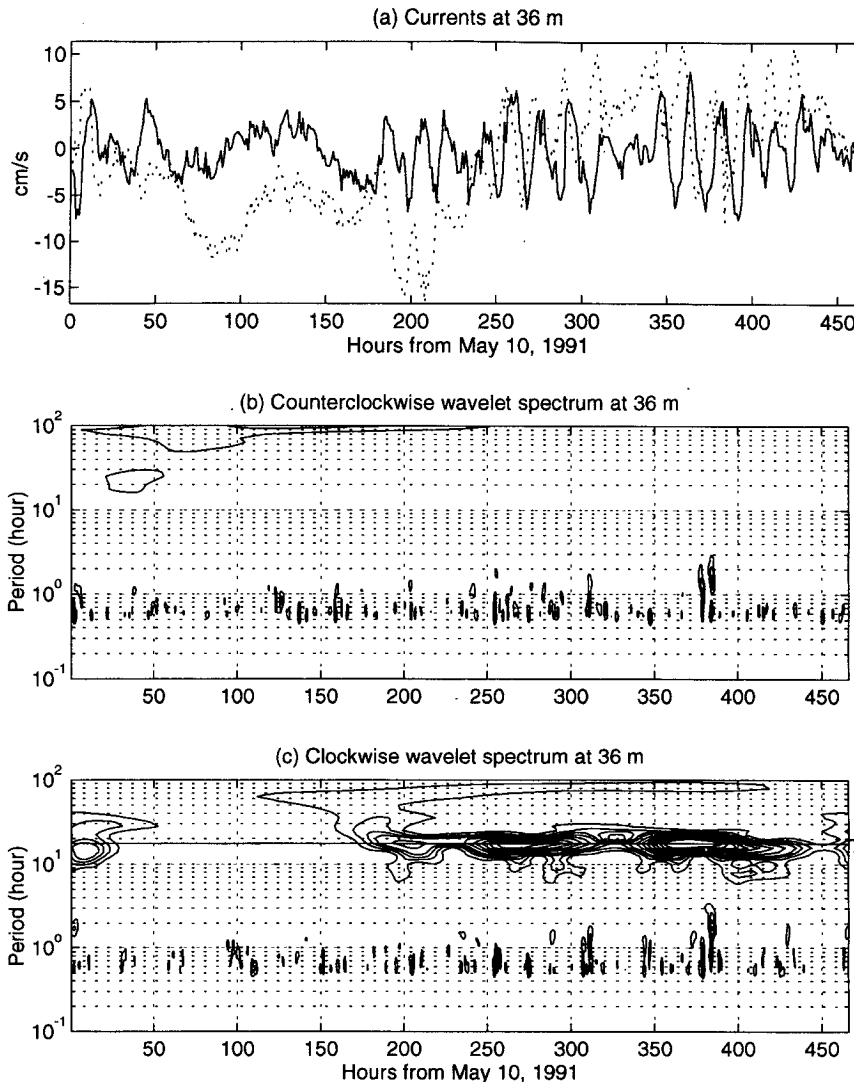 (a) Currents at 36 m
10
5
0
-5
-10
-15
cm/s
0 50 100 150 200 250 300 350 400 450
Hours from May 10, 1991
(b) Counterclockwise wavelet spectrum at 36 m
10^2
10^1
10^0
10^-1
Period (hour)
50 100 150 200 250 300 350 400 450
(c) Clockwise wavelet spectrum at 36 m
10^2
10^1
10^0
10^-1
Period (hour)
50 100 150 200 250 300 350 400 450
Hours from May 10, 1991